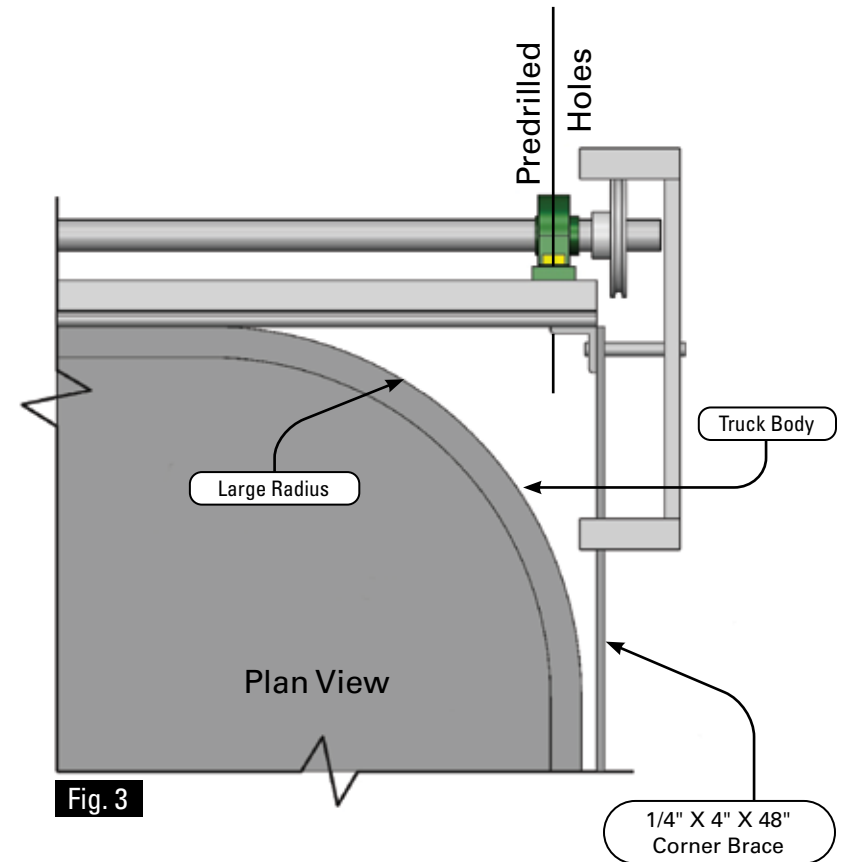 Predrilled
Holes
Truck Body
Large Radius
Plan View
Fig. 3
1/4" X 4" X 48"
Corner Brace